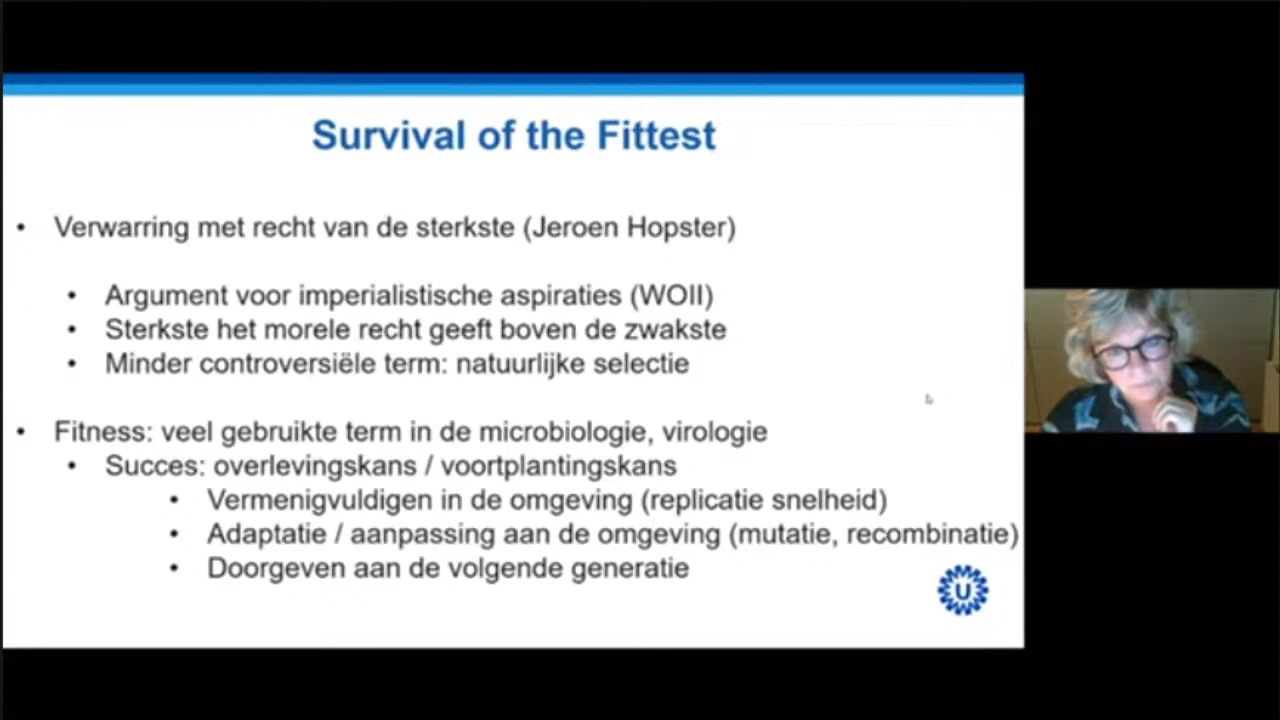 Survival of the Fittest
• Verwarring met recht van de sterkste (Jeroen Hopster)
• Argument voor imperialistische aspiraties (WOII)
• Sterkste het morele recht geeft boven de zwakste
• Minder controversiële term: natuurlijke selectie
• Fitness: veel gebruikte term in de microbiologie, virologie
• Succes: overlevingskans / voortplantingskans
• Vermenigvuldigen in de omgeving (replicatie snelheid)
• Adaptatie / aanpassing aan de omgeving (mutatie, recombinatie)
• Doorgeven aan de volgende generatie
U